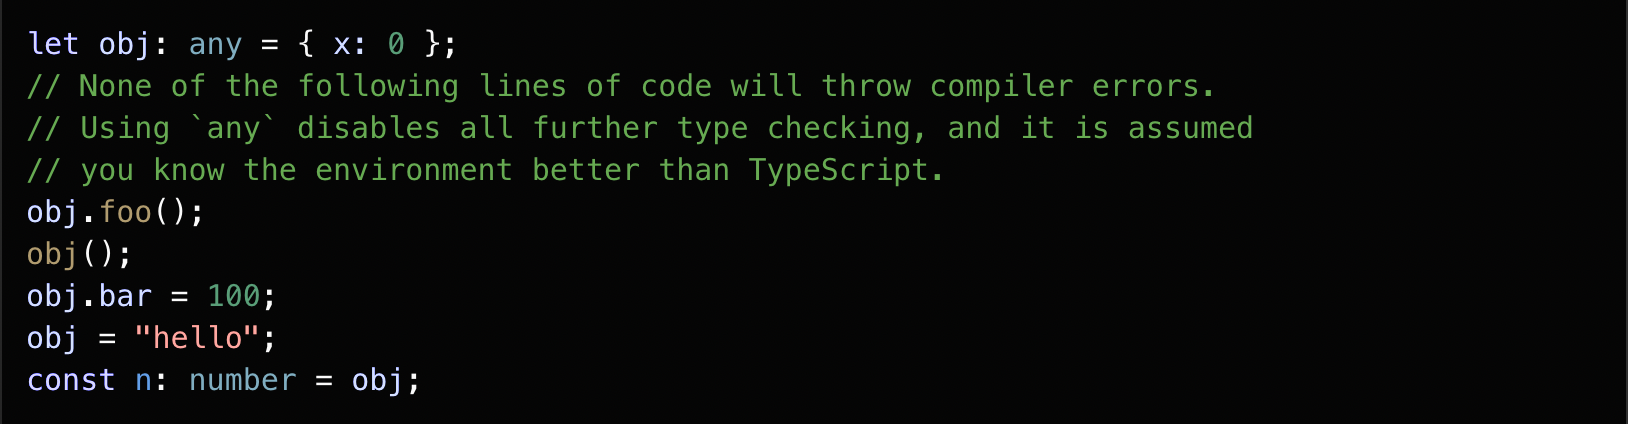 let obj: any = { x: 0 };
// None of the following lines of code will throw compiler errors.
// Using `any` disables all further type checking, and it is assumed
// you know the environment better than TypeScript.
obj.foo();
obj();
obj.bar = 100;
obj = "hello";
const n: number = obj;